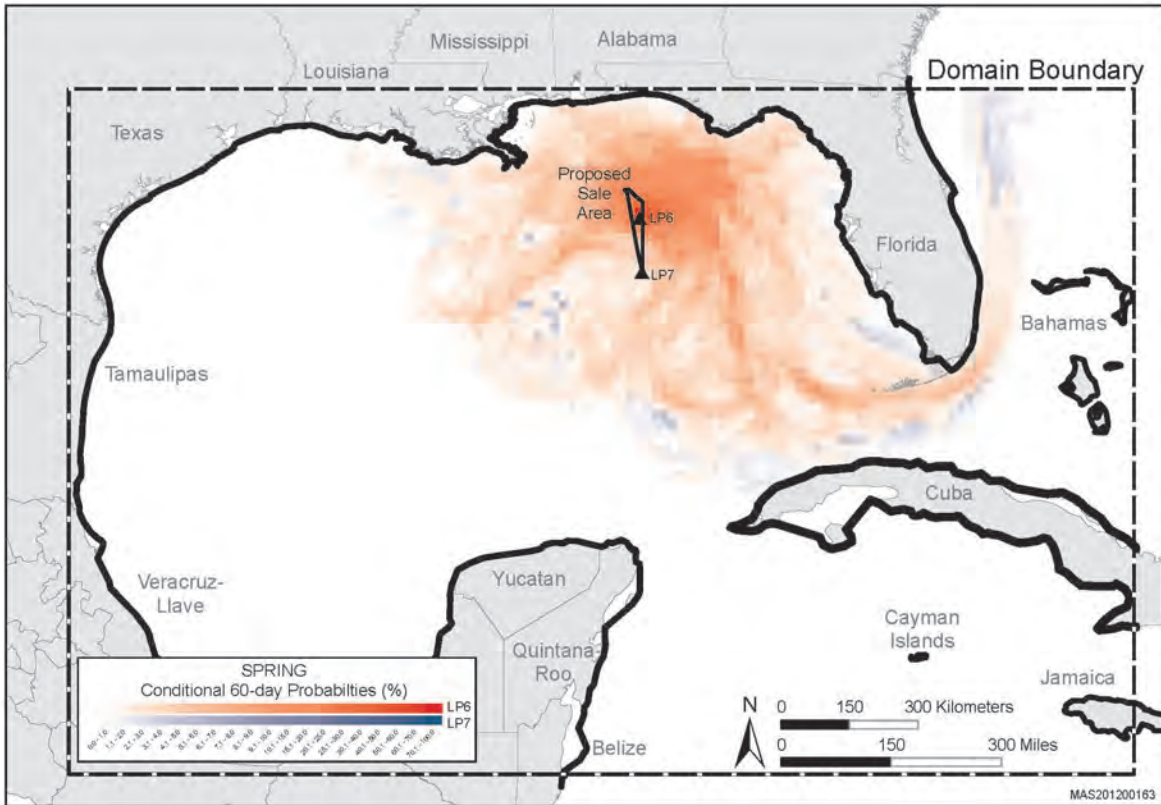 Mississippi
Alabama
Louisiana
Domain Boundary
Texas
Proposed
Sale
Area
LP6
Florida
LP7
Bahamas
Tamaulipas
Cuba
Veracruz-
Llave
Yucatan
Cayman
Islands
Quintana-
Roo
Jamaica
SPRING
Conditional 60-day Probabilties (%)
LP6
LP7
N
0 150 300 Kilometers
0 150 300 Miles
Belize
MAS201200163